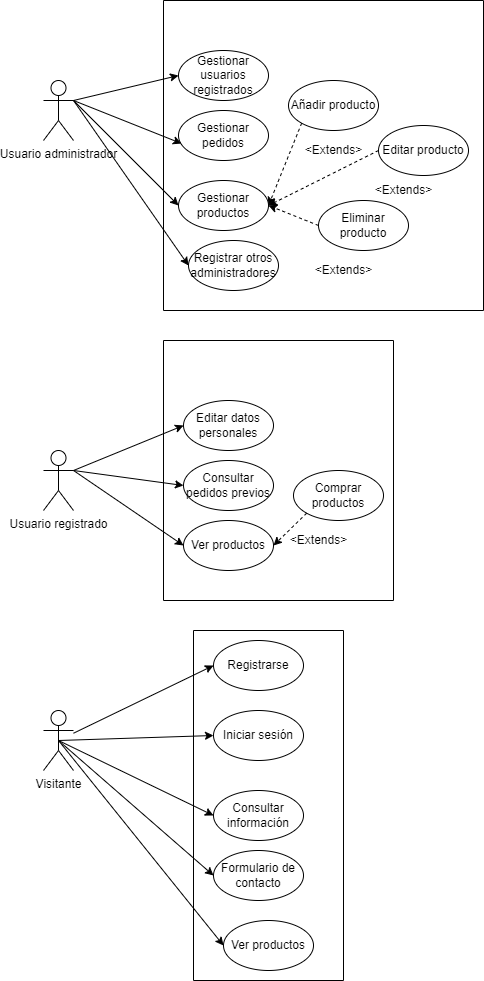 Gestionar
usuarios
registrados
Añadir producto
Gestionar
pedidos
<Extends>
Editar producto
Usuario administrador
<Extends>
Gestionar
productos
Eliminar
producto
Registrar otros
administradores
<Extends>
Editar datos
personales
Consultar
pedidos previos
Comprar
productos
Usuario registrado
Ver productos
<Extends>
Registrarse
Iniciar sesión
Visitante
Consultar
información
Formulario de
contacto
Ver productos